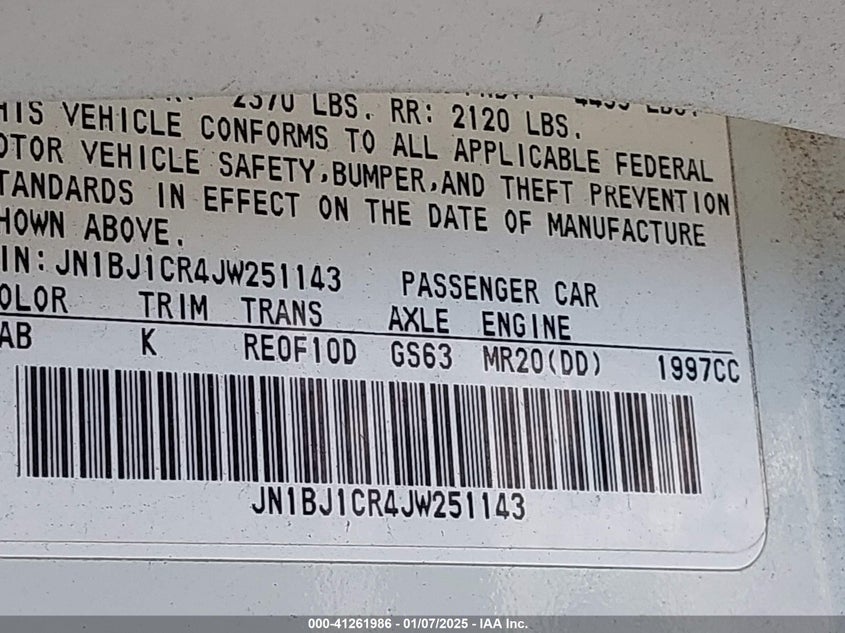 2370 LBS. RR: 2120 LBS.
HIS VEHICLE CONFORMS TO ALL APPLICABLE FEDERAL
OTOR VEHICLE SAFETY,BUMPER,AND THEFT PREVENTION
TANDARDS IN EFFECT ON THE DATE OF MANUFACTURE
HOWN ABOVE.
IN: JN1BJ1CR4JW251143 PASSENGER CAR
OLOR TRIM TRANS AXLE ENGINE
AB K RE0F10D GS63 MR20(DD) 1997CC
JN1BJ1CR4JW251143
000-41261986 - 01/07/2025 - IAA Inc.